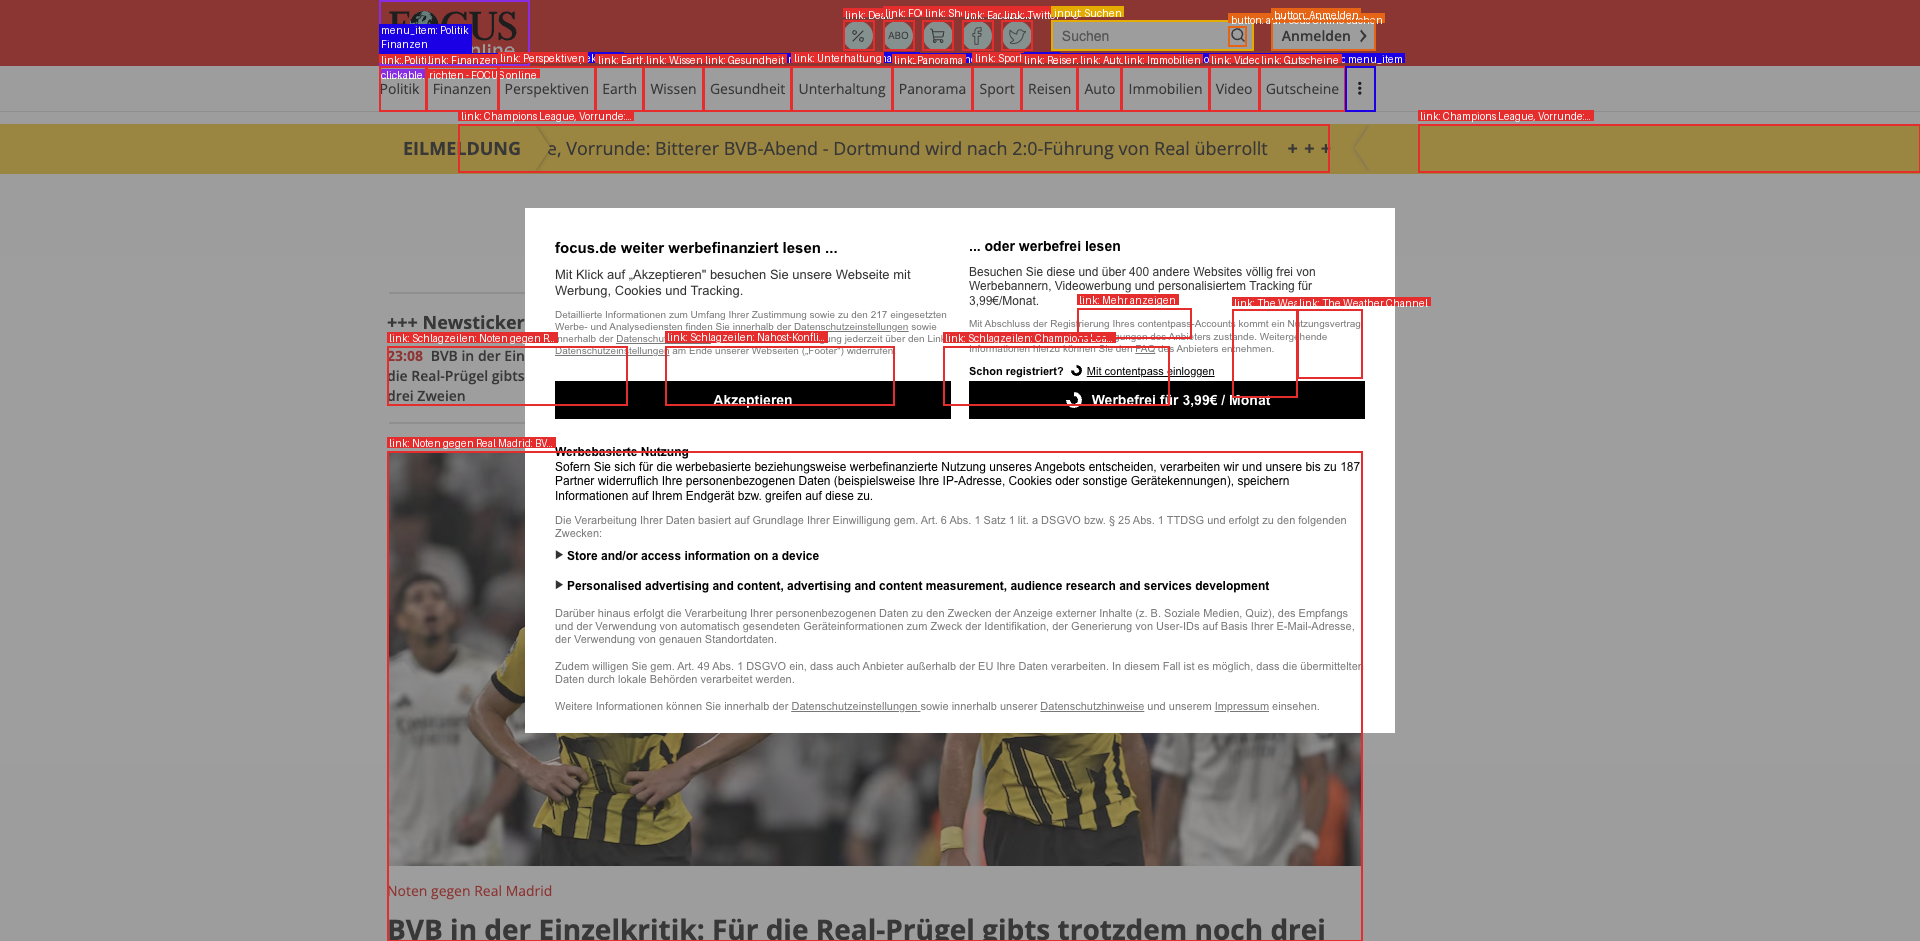 FOCUS
online
menu_item: Politik
Finanzen
link: FO
link: Sh
link: Twitter
input: Suchen
button: Anmelden
%
ABO
Suchen
Anmelden
link: Politi
link: Finanzen
link: Perspektiven
link: Earth
link: Wissen
link: Gesundheit
link: Unterhaltung
link: Panorama
link: Sport
link: Reisen
link: Auto
link: Immobilien
link: Video
link: Gutscheine
menu_item
clickable
richten - FOCUS online
Politik
Finanzen
Perspektiven
Earth
Wissen
Gesundheit
Unterhaltung
Panorama
Sport
Reisen
Auto
Immobilien
Video
Gutscheine
link: Champions League, Vorrunde:...
link: Champions League, Vorrunde:...
EILMELDUNG
e, Vorrunde: Bitterer BVB-Abend - Dortmund wird nach 2:0-Führung von Real überrollt + + +
focus.de weiter werbefinanziert lesen ...
Mit Klick auf „Akzeptieren" besuchen Sie unsere Webseite mit
Werbung, Cookies und Tracking.
Detaillierte Informationen zum Umfang Ihrer Zustimmung sowie zu den 217 eingesetzten
Werbe- und Analysediensten finden Sie innerhalb der Datenschutzeinstellungen sowie
innerhalb der Datenschutz ung jederzeit über den Link
Datenschutzeinstellungen am Ende unserer Webseiten („Footer") widerrufen
... oder werbefrei lesen
Besuchen Sie diese und über 400 andere Websites völlig frei von
Werbebannern, Videowerbung und personalisiertem Tracking für
3,99€/Monat.
link: Mehr anzeigen
link: The Wea
link: The Weather Channel
Mit Abschluss der Registrierung Ihres contentpass-Accounts kommt ein Nutzungsvertrag
gungen des Anbieters zustande. Weitergehende
Informationen hierzu können Sie den FAQ des Anbieters entnehmen.
Schon registriert? Mit contentpass einloggen
+++ Newsticker
link: Schlagzeilen: Noten gegen R...
link: Schlagzeilen: Nahost-Konfli...
link: Schlagzeilen: Champions Lea...
23:08 BVB in der Ein
die Real-Prügel gibts
drei Zweien
Akzeptieren
Werbefrei für 3,99€ / Monat
link: Noten gegen Real Madrid: BV...
Werbebasierte Nutzung
Sofern Sie sich für die werbebasierte beziehungsweise werbefinanzierte Nutzung unseres Angebots entscheiden, verarbeiten wir und unsere bis zu 187
Partner widerruflich Ihre personenbezogenen Daten (beispielsweise Ihre IP-Adresse, Cookies oder sonstige Gerätekennungen), speichern
Informationen auf Ihrem Endgerät bzw. greifen auf diese zu.
Die Verarbeitung Ihrer Daten basiert auf Grundlage Ihrer Einwilligung gem. Art. 6 Abs. 1 Satz 1 lit. a DSGVO bzw. § 25 Abs. 1 TTDSG und erfolgt zu den folgenden
Zwecken:
Store and/or access information on a device
Personalised advertising and content, advertising and content measurement, audience research and services development
Darüber hinaus erfolgt die Verarbeitung Ihrer personenbezogenen Daten zu den Zwecken der Anzeige externer Inhalte (z. B. Soziale Medien, Quiz), des Empfangs
und der Verwendung von automatisch gesendeten Geräteinformationen zum Zweck der Identifikation, der Generierung von User-IDs auf Basis Ihrer E-Mail-Adresse,
der Verwendung von genauen Standortdaten.
Zudem willigen Sie gem. Art. 49 Abs. 1 DSGVO ein, dass auch Anbieter außerhalb der EU Ihre Daten verarbeiten. In diesem Fall ist es möglich, dass die übermittelten
Daten durch lokale Behörden verarbeitet werden.
Weitere Informationen können Sie innerhalb der Datenschutzeinstellungen sowie innerhalb unserer Datenschutzhinweise und unserem Impressum einsehen.
Noten gegen Real Madrid
BVB in der Einzelkritik: Für die Real-Prügel gibts trotzdem noch drei